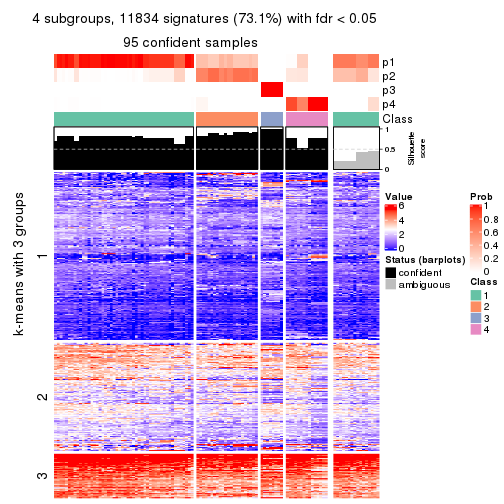 4 subgroups, 11834 signatures (73.1%) with fdr < 0.05
95 confident samples
p1
p2
p3
p4
Class
1
0.5
0
Silhouette
score
k-means with 3 groups
1
2
3
Value
6
4
2
0
Status (barplots)
confident
ambiguous
Prob
1
0.8
0.6
0.4
0.2
0
Class
1
2
3
4